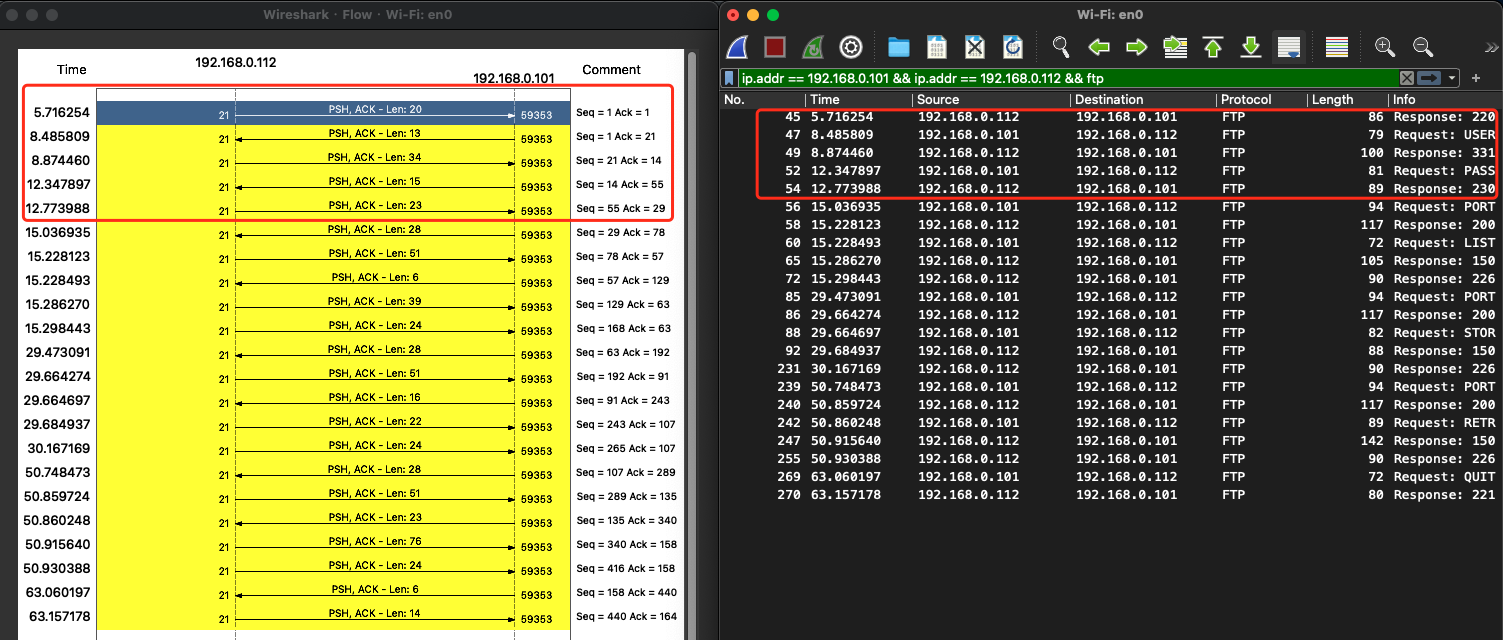 Wireshark · Flow · Wi-Fi: en0
Time 192.168.0.112 192.168.0.101 Comment
5.716254 21 PSH, ACK - Len: 20 59353 Seq = 1 Ack = 1
8.485809 21 PSH, ACK - Len: 13 59353 Seq = 1 Ack = 21
8.874460 21 PSH, ACK - Len: 34 59353 Seq = 21 Ack = 14
12.347897 21 PSH, ACK - Len: 15 59353 Seq = 14 Ack = 55
12.773988 21 PSH, ACK - Len: 23 59353 Seq = 55 Ack = 29
15.036935 21 PSH, ACK - Len: 28 59353 Seq = 29 Ack = 78
15.228123 21 PSH, ACK - Len: 51 59353 Seq = 78 Ack = 57
15.228493 21 PSH, ACK - Len: 6 59353 Seq = 57 Ack = 129
15.286270 21 PSH, ACK - Len: 39 59353 Seq = 129 Ack = 63
15.298443 21 PSH, ACK - Len: 24 59353 Seq = 168 Ack = 63
29.473091 21 PSH, ACK - Len: 28 59353 Seq = 63 Ack = 192
29.664274 21 PSH, ACK - Len: 51 59353 Seq = 192 Ack = 91
29.664697 21 PSH, ACK - Len: 16 59353 Seq = 91 Ack = 243
29.684937 21 PSH, ACK - Len: 22 59353 Seq = 243 Ack = 107
30.167169 21 PSH, ACK - Len: 24 59353 Seq = 265 Ack = 107
50.748473 21 PSH, ACK - Len: 28 59353 Seq = 107 Ack = 289
50.859724 21 PSH, ACK - Len: 51 59353 Seq = 289 Ack = 135
50.860248 21 PSH, ACK - Len: 23 59353 Seq = 135 Ack = 340
50.915640 21 PSH, ACK - Len: 76 59353 Seq = 340 Ack = 158
50.930388 21 PSH, ACK - Len: 24 59353 Seq = 416 Ack = 158
63.060197 21 PSH, ACK - Len: 6 59353 Seq = 158 Ack = 440
63.157178 21 PSH, ACK - Len: 14 59353 Seq = 440 Ack = 164
Wi-Fi: en0
ip.addr == 192.168.0.101 && ip.addr == 192.168.0.112 && ftp
No. Time Source Destination Protocol Length Info
45 5.716254 192.168.0.112 192.168.0.101 FTP 86 Response: 220
47 8.485809 192.168.0.101 192.168.0.112 FTP 79 Request: USER
49 8.874460 192.168.0.112 192.168.0.101 FTP 100 Response: 331
52 12.347897 192.168.0.101 192.168.0.112 FTP 81 Request: PASS
54 12.773988 192.168.0.112 192.168.0.101 FTP 89 Response: 230
56 15.036935 192.168.0.101 192.168.0.112 FTP 94 Request: PORT
58 15.228123 192.168.0.112 192.168.0.101 FTP 117 Response: 200
60 15.228493 192.168.0.101 192.168.0.112 FTP 72 Request: LIST
65 15.286270 192.168.0.112 192.168.0.101 FTP 105 Response: 150
72 15.298443 192.168.0.112 192.168.0.101 FTP 90 Response: 226
85 29.473091 192.168.0.101 192.168.0.112 FTP 94 Request: PORT
86 29.664274 192.168.0.112 192.168.0.101 FTP 117 Response: 200
88 29.664697 192.168.0.101 192.168.0.112 FTP 82 Request: STOR
92 29.684937 192.168.0.112 192.168.0.101 FTP 88 Response: 150
231 30.167169 192.168.0.112 192.168.0.101 FTP 90 Response: 226
239 50.748473 192.168.0.101 192.168.0.112 FTP 94 Request: PORT
240 50.859724 192.168.0.112 192.168.0.101 FTP 117 Response: 200
242 50.860248 192.168.0.101 192.168.0.112 FTP 89 Request: RETR
247 50.915640 192.168.0.112 192.168.0.101 FTP 142 Response: 150
255 50.930388 192.168.0.112 192.168.0.101 FTP 90 Response: 226
269 63.060197 192.168.0.101 192.168.0.112 FTP 72 Request: QUIT
270 63.157178 192.168.0.112 192.168.0.101 FTP 80 Response: 221